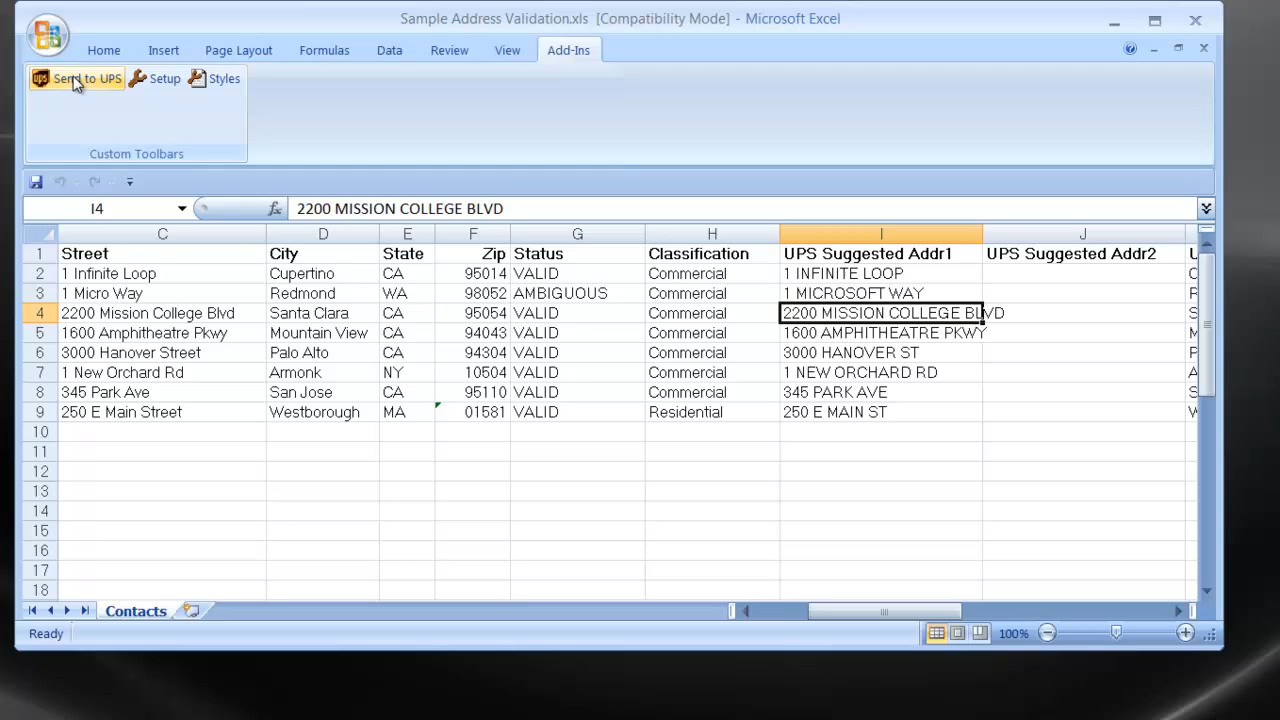 Sample Address Validation.xls [Compatibility Mode] - Microsoft Excel
Home Insert Page Layout Formulas Data Review View Add-Ins
UPS Send to UPS Setup Styles
Custom Toolbars
I4 fx 2200 MISSION COLLEGE BLVD
C D E F G H I J
1 Street City State Zip Status Classification UPS Suggested Addr1 UPS Suggested Addr2
2 1 Infinite Loop Cupertino CA 95014 VALID Commercial 1 INFINITE LOOP
3 1 Micro Way Redmond WA 98052 AMBIGUOUS Commercial 1 MICROSOFT WAY
4 2200 Mission College Blvd Santa Clara CA 95054 VALID Commercial 2200 MISSION COLLEGE BLVD
5 1600 Amphitheatre Pkwy Mountain View CA 94043 VALID Commercial 1600 AMPHITHEATRE PKWY
6 3000 Hanover Street Palo Alto CA 94304 VALID Commercial 3000 HANOVER ST
7 1 New Orchard Rd Armonk NY 10504 VALID Commercial 1 NEW ORCHARD RD
8 345 Park Ave San Jose CA 95110 VALID Commercial 345 PARK AVE
9 250 E Main Street Westborough MA 01581 VALID Residential 250 E MAIN ST
10
11
12
13
14
15
16
17
18
Contacts
Ready 100%